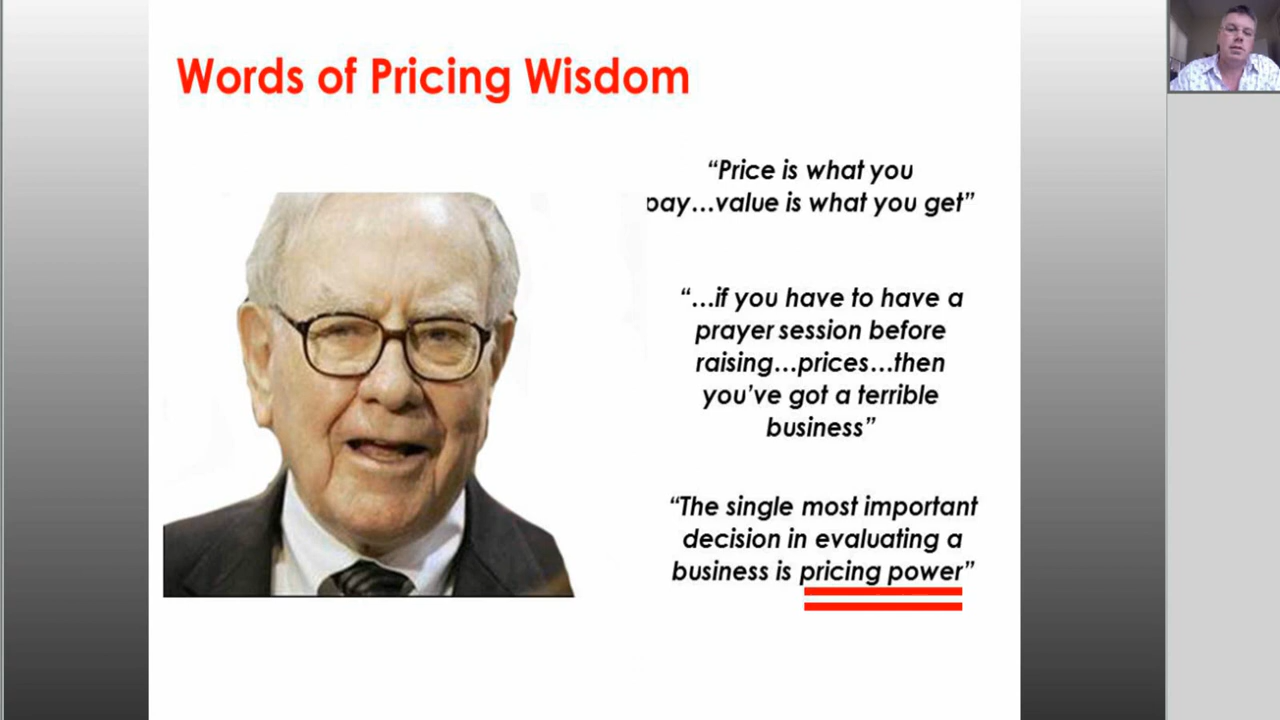 Words of Pricing Wisdom
“Price is what you
pay…value is what you get”
“…if you have to have a
prayer session before
raising…prices…then
you’ve got a terrible
business”
“The single most important
decision in evaluating a
business is pricing power”